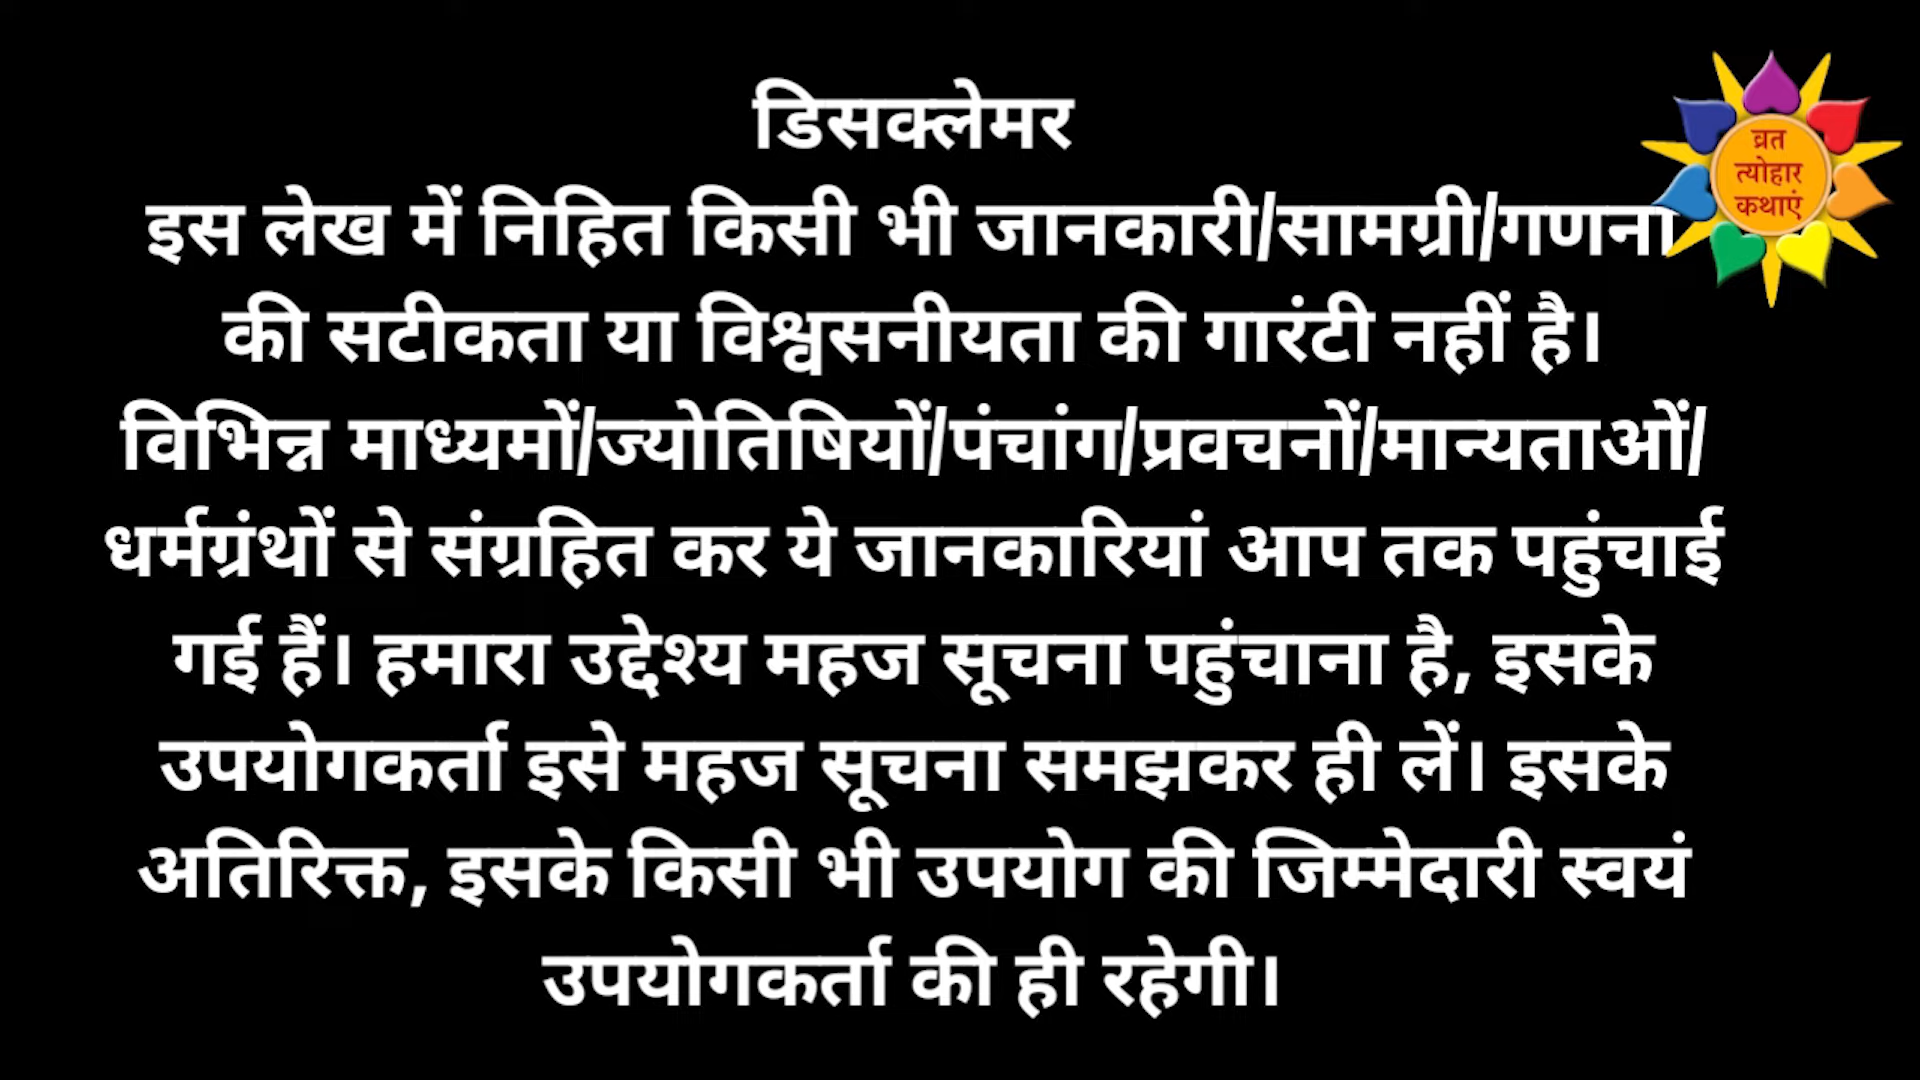 डिसक्लेमर
इस लेख में निहित किसी भी जानकारी/सामग्री/गणना
की सटीकता या विश्वसनीयता की गारंटी नहीं है।
विभिन्न माध्यमों/ज्योतिषियों/पंचांग/प्रवचनों/मान्यताओं/
धर्मग्रंथों से संग्रहित कर ये जानकारियां आप तक पहुंचाई
गई हैं। हमारा उद्देश्य महज सूचना पहुंचाना है, इसके
उपयोगकर्ता इसे महज सूचना समझकर ही लें। इसके
अतिरिक्त, इसके किसी भी उपयोग की जिम्मेदारी स्वयं
उपयोगकर्ता की ही रहेगी।
व्रत
त्योहार
कथाएं